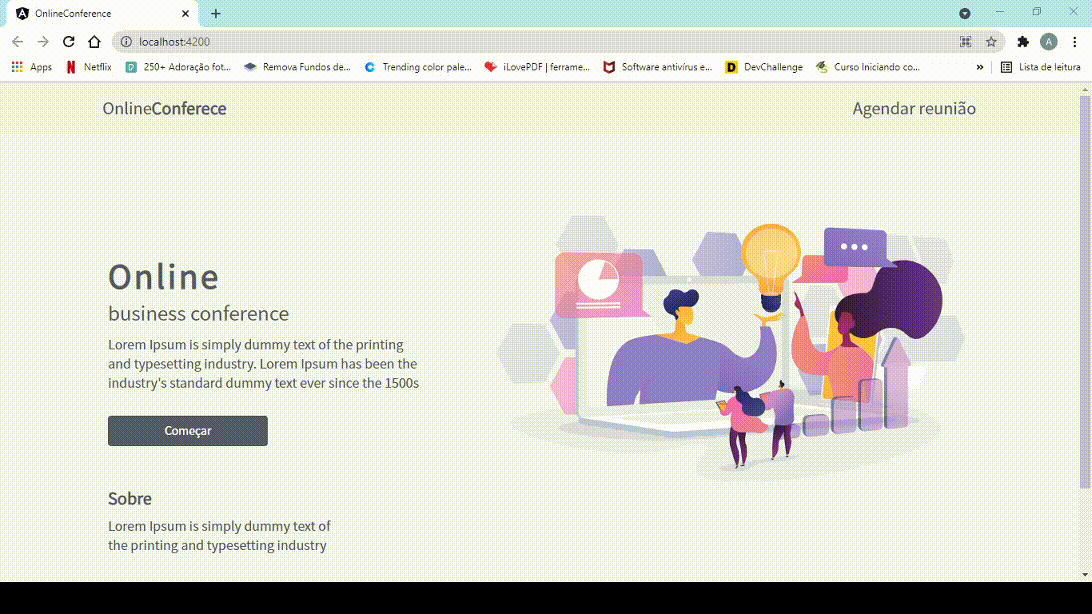 OnlineConference
localhost:4200
A
Apps
Netflix
250+ Adoração fot...
Remova Fundos de...
Trending color pale...
iLovePDF | ferrame...
Software antivírus e...
DevChallenge
Curso Iniciando co...
»
Lista de leitura
OnlineConferece
Agendar reunião
Online
business conference
Lorem Ipsum is simply dummy text of the printing
and typesetting industry. Lorem Ipsum has been the
industry's standard dummy text ever since the 1500s
Começar
Sobre
Lorem Ipsum is simply dummy text of
the printing and typesetting industry